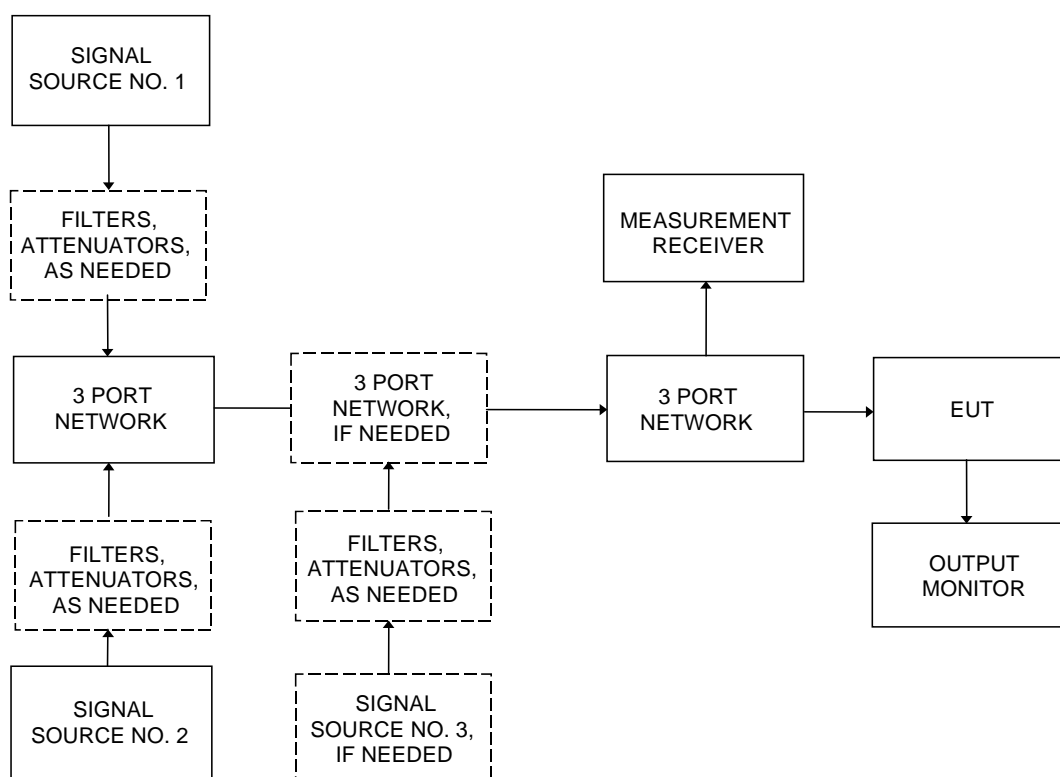 SIGNAL
SOURCE NO. 1
FILTERS,
ATTENUATORS,
AS NEEDED
MEASUREMENT
RECEIVER
3 PORT
NETWORK
3 PORT
NETWORK,
IF NEEDED
3 PORT
NETWORK
EUT
FILTERS,
ATTENUATORS,
AS NEEDED
FILTERS,
ATTENUATORS,
AS NEEDED
OUTPUT
MONITOR
SIGNAL
SOURCE NO. 2
SIGNAL
SOURCE NO. 3,
IF NEEDED